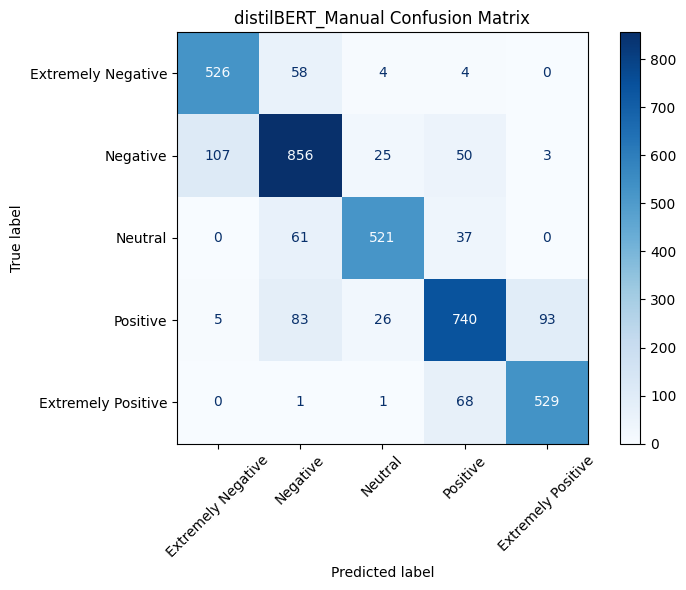 distilBERT_Manual Confusion Matrix
True label
Extremely Negative 526 58 4 4 0
Negative 107 856 25 50 3
Neutral 0 61 521 37 0
Positive 5 83 26 740 93
Extremely Positive 0 1 1 68 529
Extremely Negative
Negative
Neutral
Positive
Extremely Positive
Predicted label
800
700
600
500
400
300
200
100
0